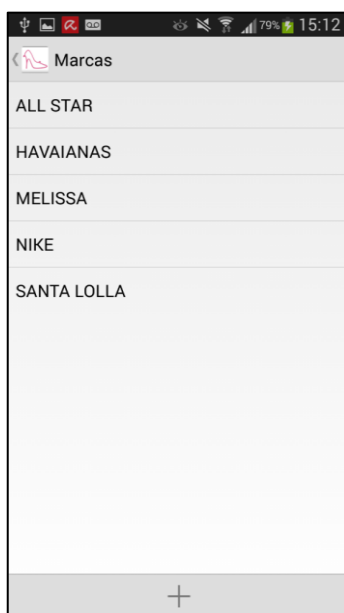 79% 15:12
Marcas
ALL STAR
HAVAIANAS
MELISSA
NIKE
SANTA LOLLA